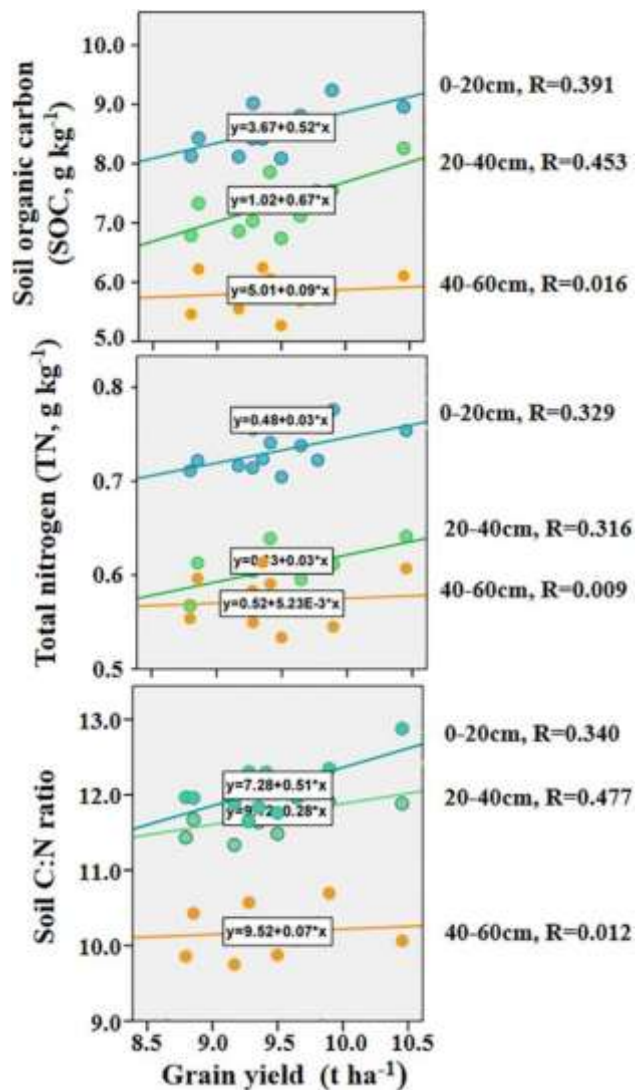 Soil organic carbon
(SOC, g kg⁻¹)
10.0
9.0
8.0
7.0
6.0
5.0
y=3.67+0.52*x
y=1.02+0.67*x
y=5.01+0.09*x
0-20cm, R=0.391
20-40cm, R=0.453
40-60cm, R=0.016
Total nitrogen (TN, g kg⁻¹)
0.8
0.7
0.6
0.5
y=0.48+0.03*x
y=0.52+5.23E-3*x
0-20cm, R=0.329
20-40cm, R=0.316
40-60cm, R=0.009
Soil C:N ratio
13.0
12.0
11.0
10.0
9.0
y=7.28+0.51*x
y=9.52+0.07*x
0-20cm, R=0.340
20-40cm, R=0.477
40-60cm, R=0.012
8.5 9.0 9.5 10.0 10.5
Grain yield (t ha⁻¹)